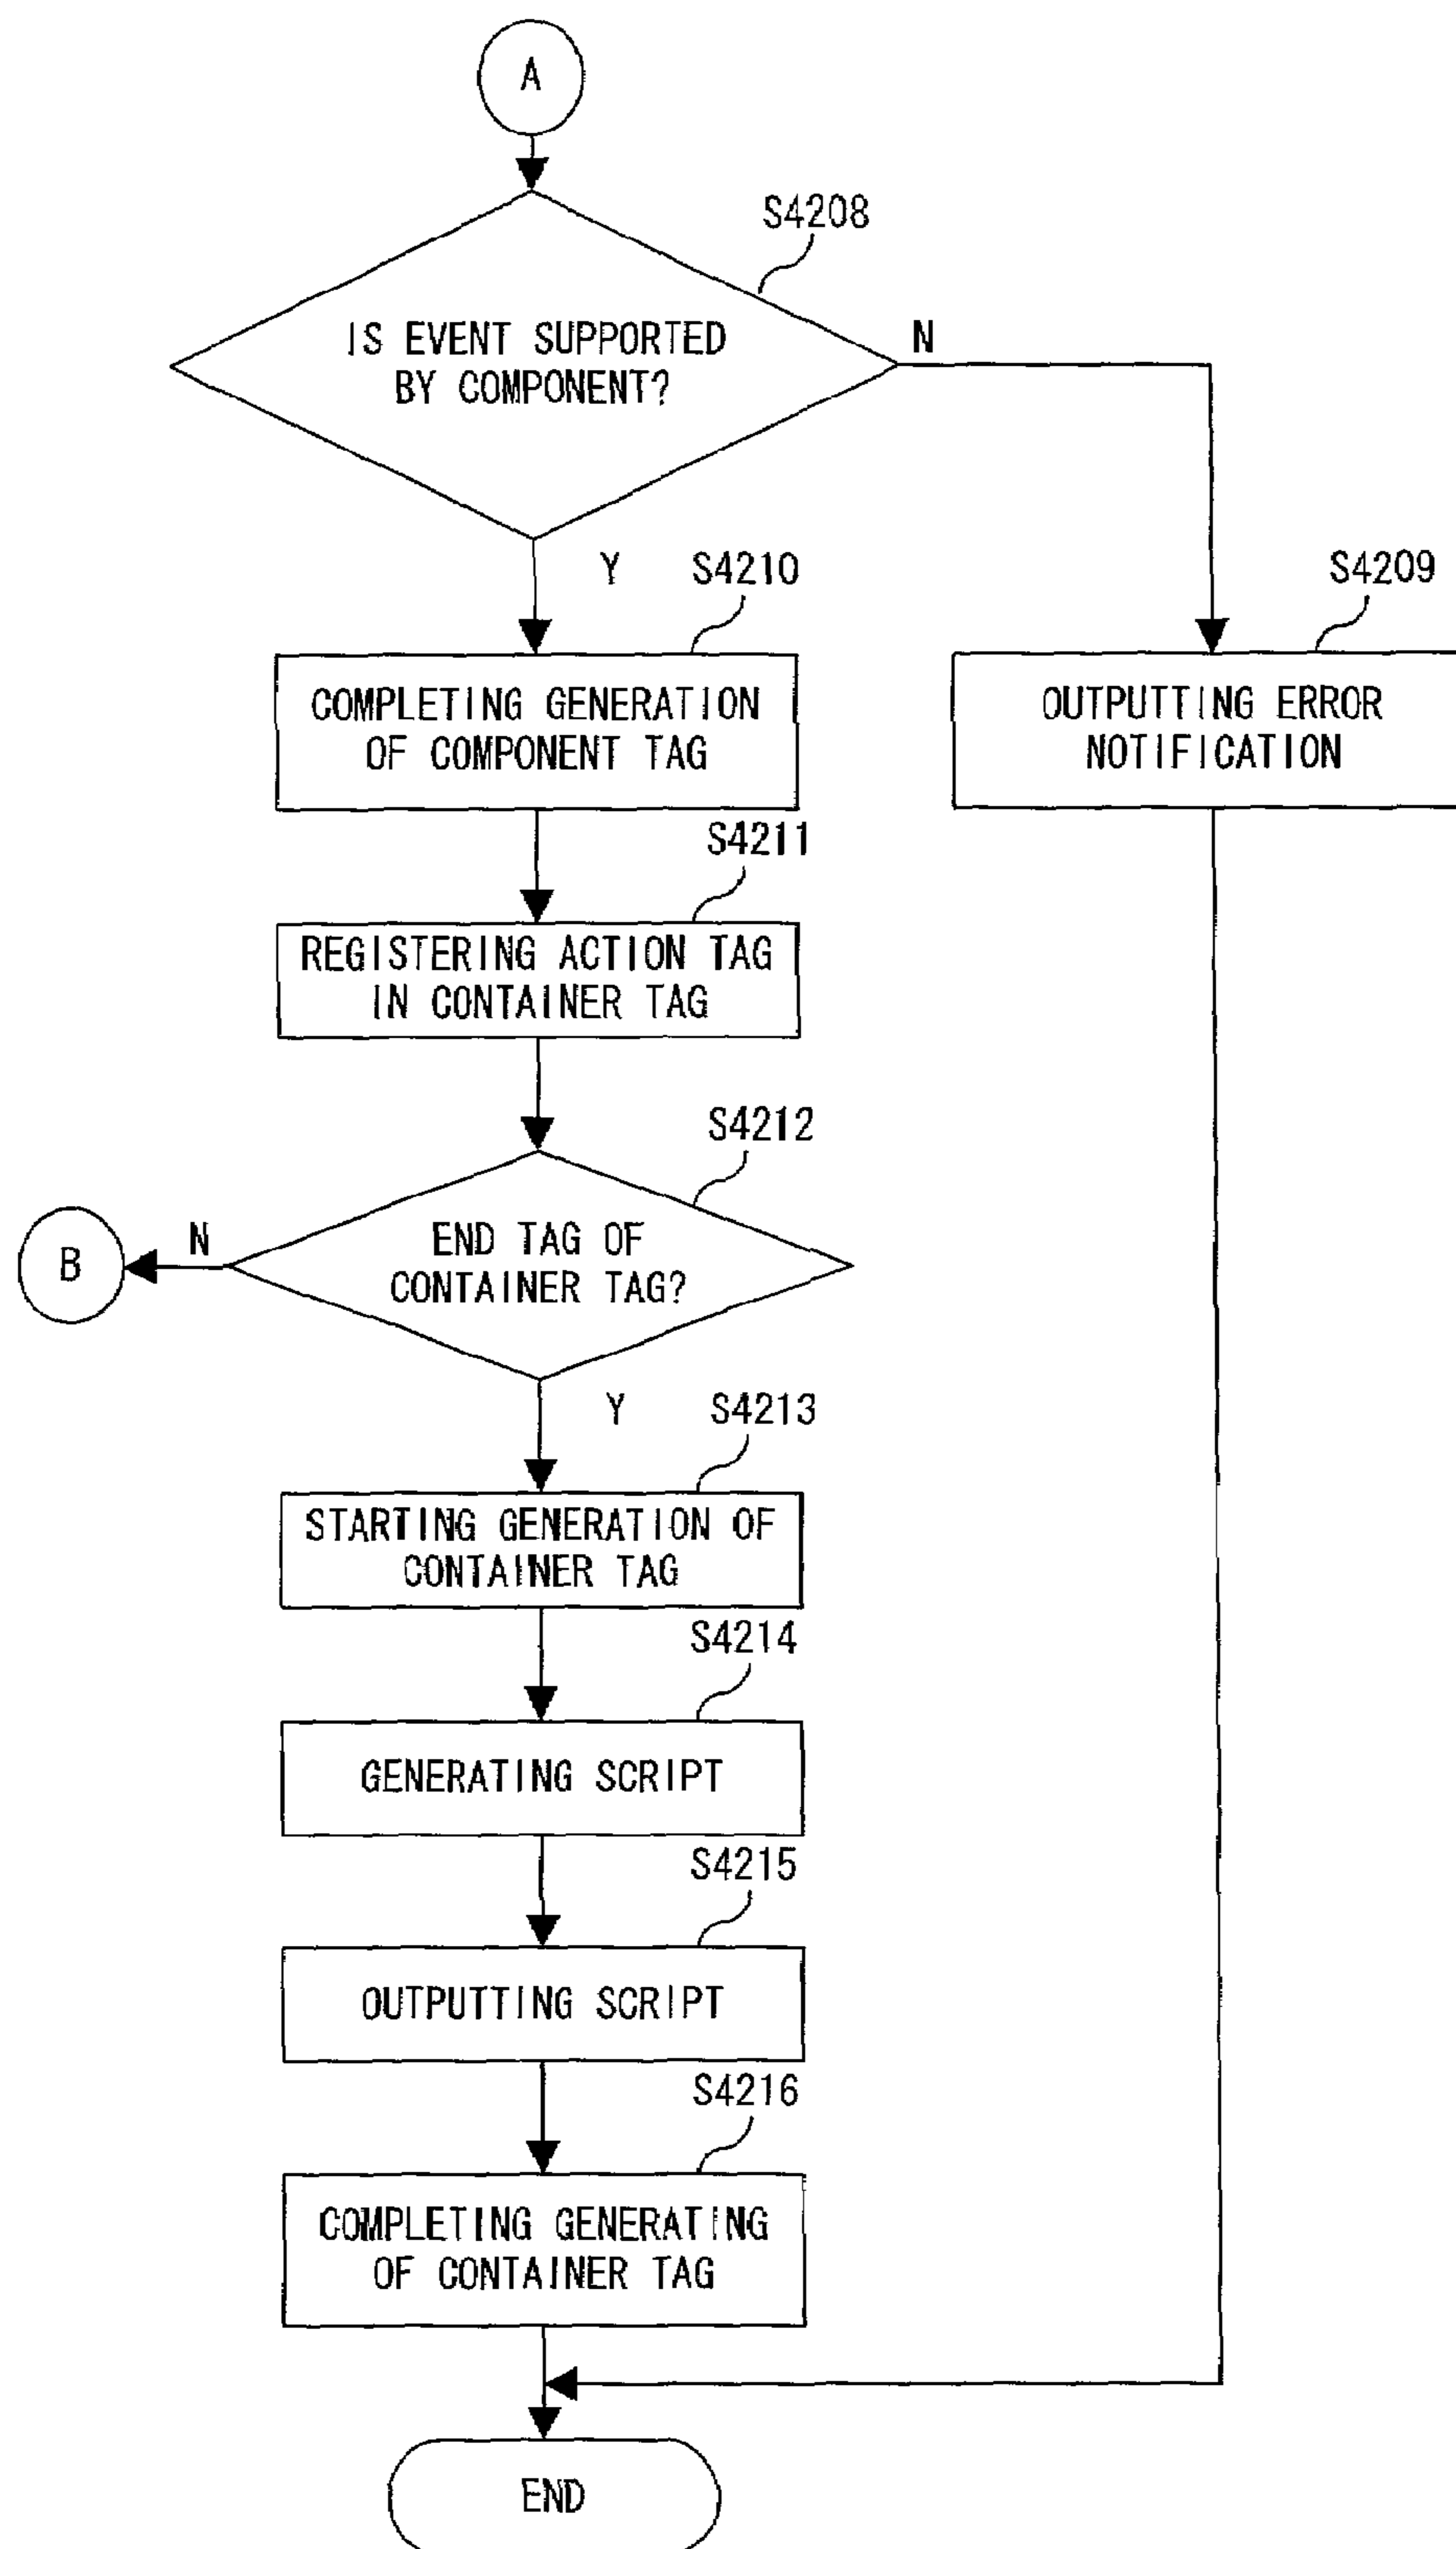 A
S4208
IS EVENT SUPPORTED
BY COMPONENT?
N
Y
S4210
S4209
COMPLETING GENERATION
OF COMPONENT TAG
OUTPUTTING ERROR
NOTIFICATION
S4211
REGISTERING ACTION TAG
IN CONTAINER TAG
S4212
END TAG OF
CONTAINER TAG?
N
B
Y
S4213
STARTING GENERATION OF
CONTAINER TAG
S4214
GENERATING SCRIPT
S4215
OUTPUTTING SCRIPT
S4216
COMPLETING GENERATING
OF CONTAINER TAG
END